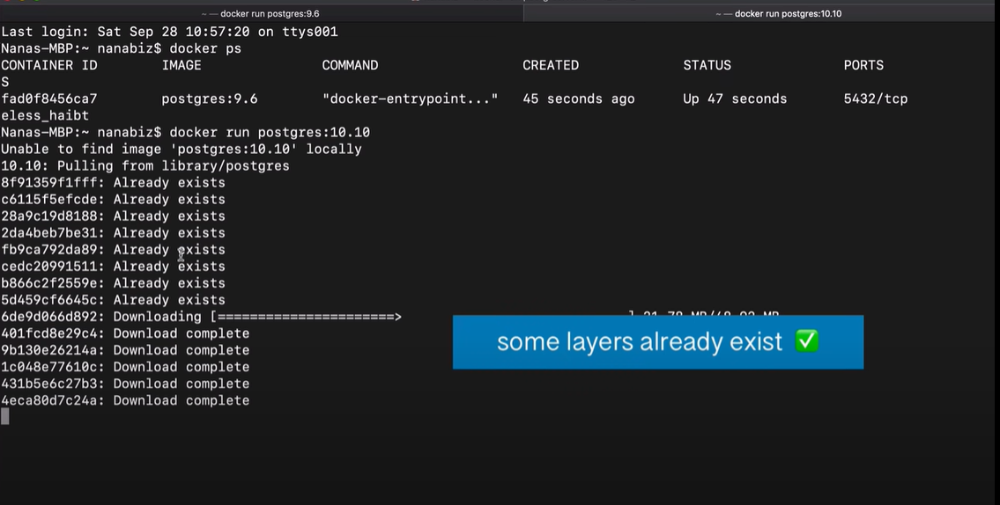 ~ — docker run postgres:9.6
~ — docker run postgres:10.10
Last login: Sat Sep 28 10:57:20 on ttys001
Nanas-MBP:~ nanabiz$ docker ps
CONTAINER ID IMAGE COMMAND CREATED STATUS PORTS
S
fad0f8456ca7 postgres:9.6 "docker-entrypoint..." 45 seconds ago Up 47 seconds 5432/tcp
eless_haibt
Nanas-MBP:~ nanabiz$ docker run postgres:10.10
Unable to find image 'postgres:10.10' locally
10.10: Pulling from library/postgres
8f91359f1fff: Already exists
c6115f5efcde: Already exists
28a9c19d8188: Already exists
2da4beb7be31: Already exists
fb9ca792da89: Already exists
cedc20991511: Already exists
b866c2f2559e: Already exists
5d459cf6645c: Already exists
6de9d066d892: Downloading [======================>
401fcd8e29c4: Download complete
some layers already exist ✅
9b130e26214a: Download complete
1c048e77610c: Download complete
431b5e6c27b3: Download complete
4eca80d7c24a: Download complete